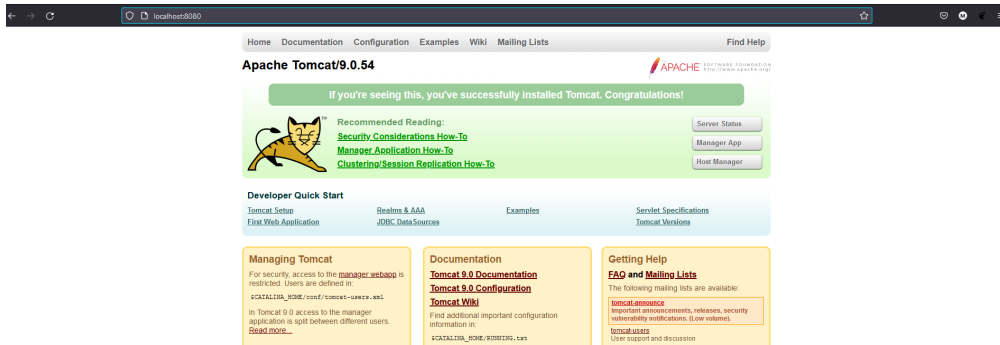 localhost:8080
Home Documentation Configuration Examples Wiki Mailing Lists Find Help
Apache Tomcat/9.0.54
APACHE SOFTWARE FOUNDATION
http://www.apache.org/
If you're seeing this, you've successfully installed Tomcat. Congratulations!
TM
Recommended Reading:
Security Considerations How-To
Manager Application How-To
Clustering/Session Replication How-To
Server Status
Manager App
Host Manager
Developer Quick Start
Tomcat Setup
First Web Application
Realms & AAA
JDBC DataSources
Examples
Servlet Specifications
Tomcat Versions
Managing Tomcat
For security, access to the manager webapp is
restricted. Users are defined in:
$CATALINA_HOME/conf/tomcat-users.xml
In Tomcat 9.0 access to the manager
application is split between different users.
Read more...
Documentation
Tomcat 9.0 Documentation
Tomcat 9.0 Configuration
Tomcat Wiki
Find additional important configuration
information in:
$CATALINA_HOME/RUNNING.txt
Getting Help
FAQ and Mailing Lists
The following mailing lists are available:
tomcat-announce
Important announcements, releases, security
vulnerability notifications. (Low volume).
tomcat-users
User support and discussion